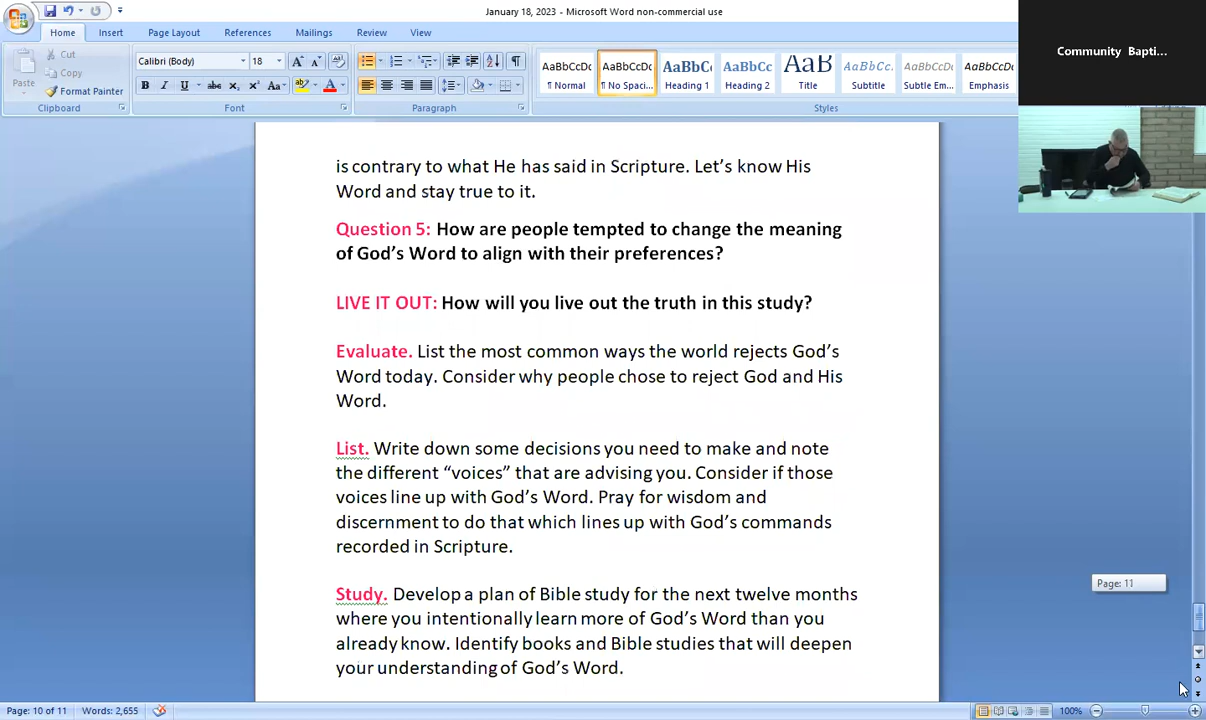 January 18, 2023 - Microsoft Word non-commercial use
Home Insert Page Layout References Mailings Review View
Cut
Copy
Format Painter
Paste
Clipboard
Calibri (Body) 18
Font
Paragraph
AaBbCcDc AaBbCcDc AaBbC AaBbCc AaB AaBbCc AaBbCcDc AaBbCcDc
¶ Normal ¶ No Spaci... Heading 1 Heading 2 Title Subtitle Subtle Em... Emphasis
Styles
Community Bapti...
is contrary to what He has said in Scripture. Let’s know His
Word and stay true to it.
Question 5: How are people tempted to change the meaning
of God’s Word to align with their preferences?
LIVE IT OUT: How will you live out the truth in this study?
Evaluate. List the most common ways the world rejects God’s
Word today. Consider why people chose to reject God and His
Word.
List. Write down some decisions you need to make and note
the different “voices” that are advising you. Consider if those
voices line up with God’s Word. Pray for wisdom and
discernment to do that which lines up with God’s commands
recorded in Scripture.
Study. Develop a plan of Bible study for the next twelve months
where you intentionally learn more of God’s Word than you
already know. Identify books and Bible studies that will deepen
your understanding of God’s Word.
Page: 11
Page: 10 of 11 Words: 2,655 100%